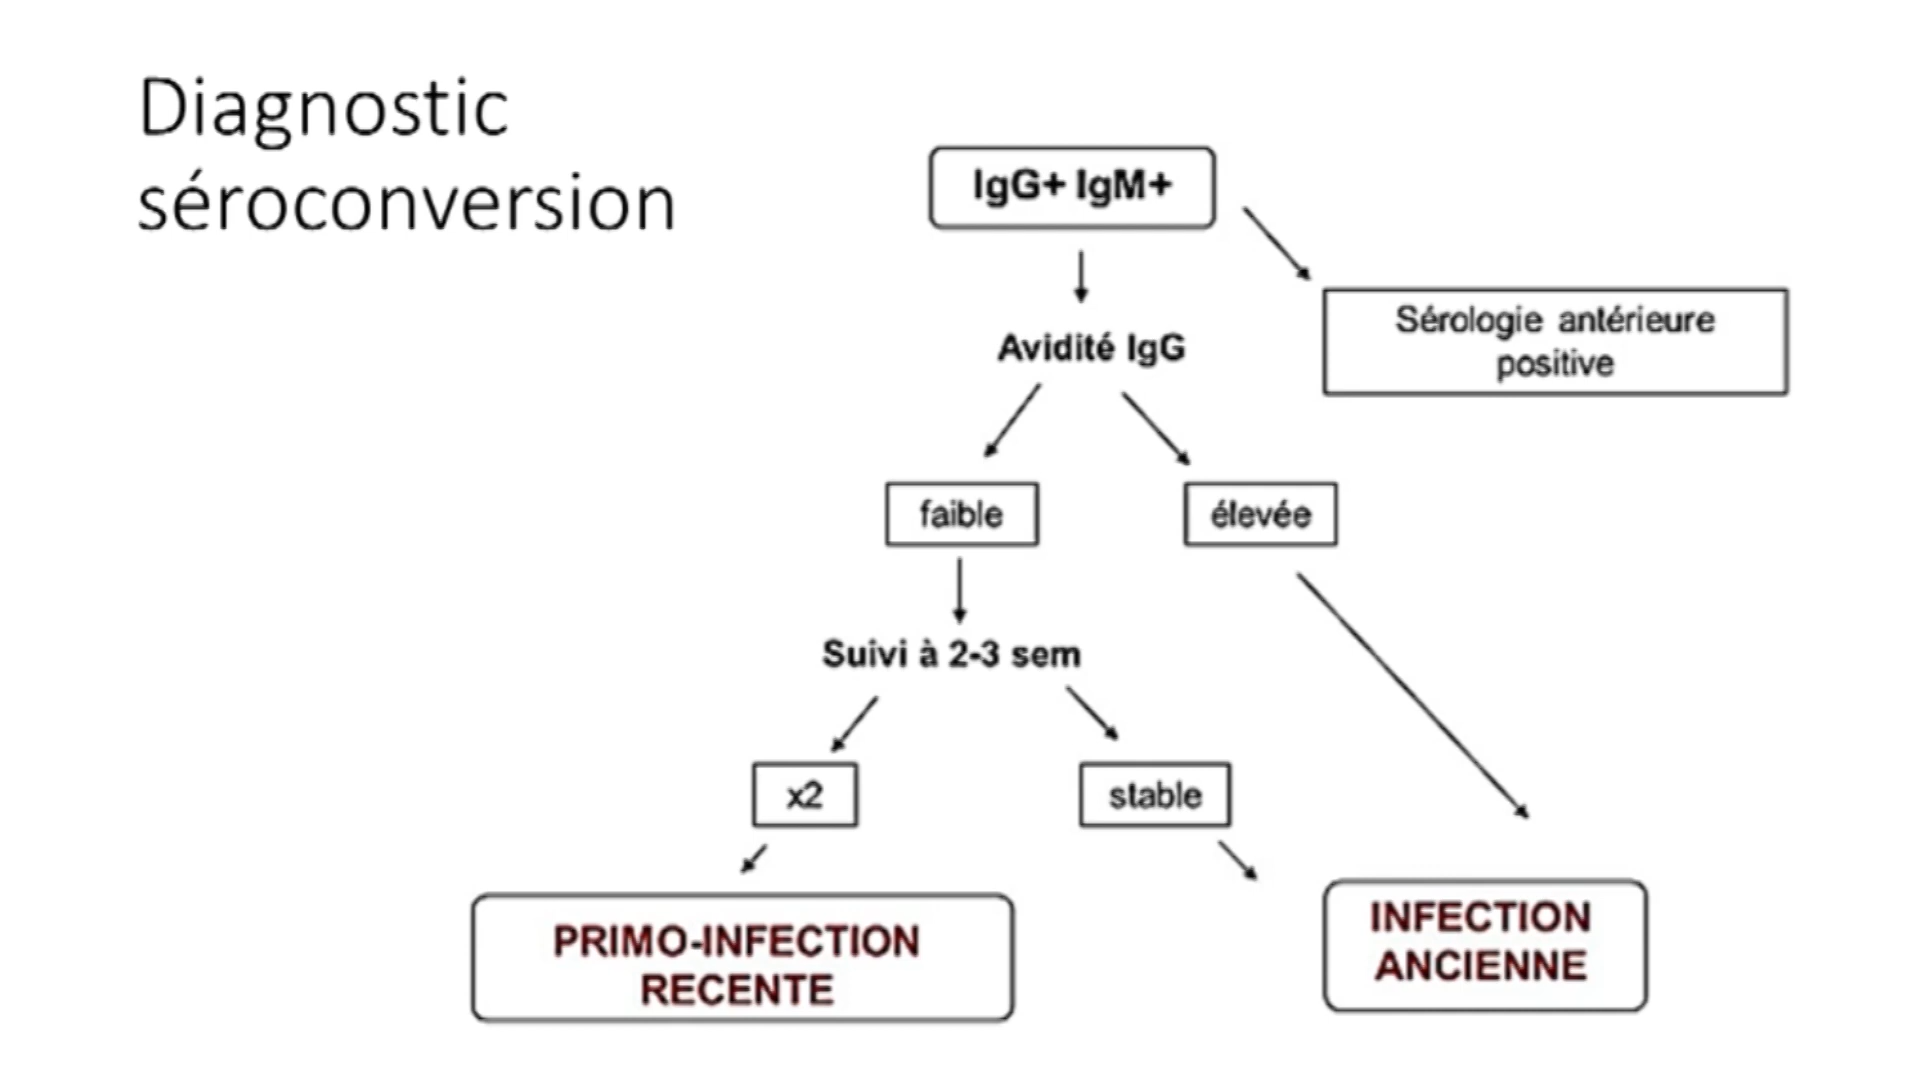 Diagnostic
séroconversion
IgG+ IgM+
Sérologie antérieure
positive
Avidité IgG
faible
élevée
Suivi à 2-3 sem
x2
stable
PRIMO-INFECTION
RECENTE
INFECTION
ANCIENNE